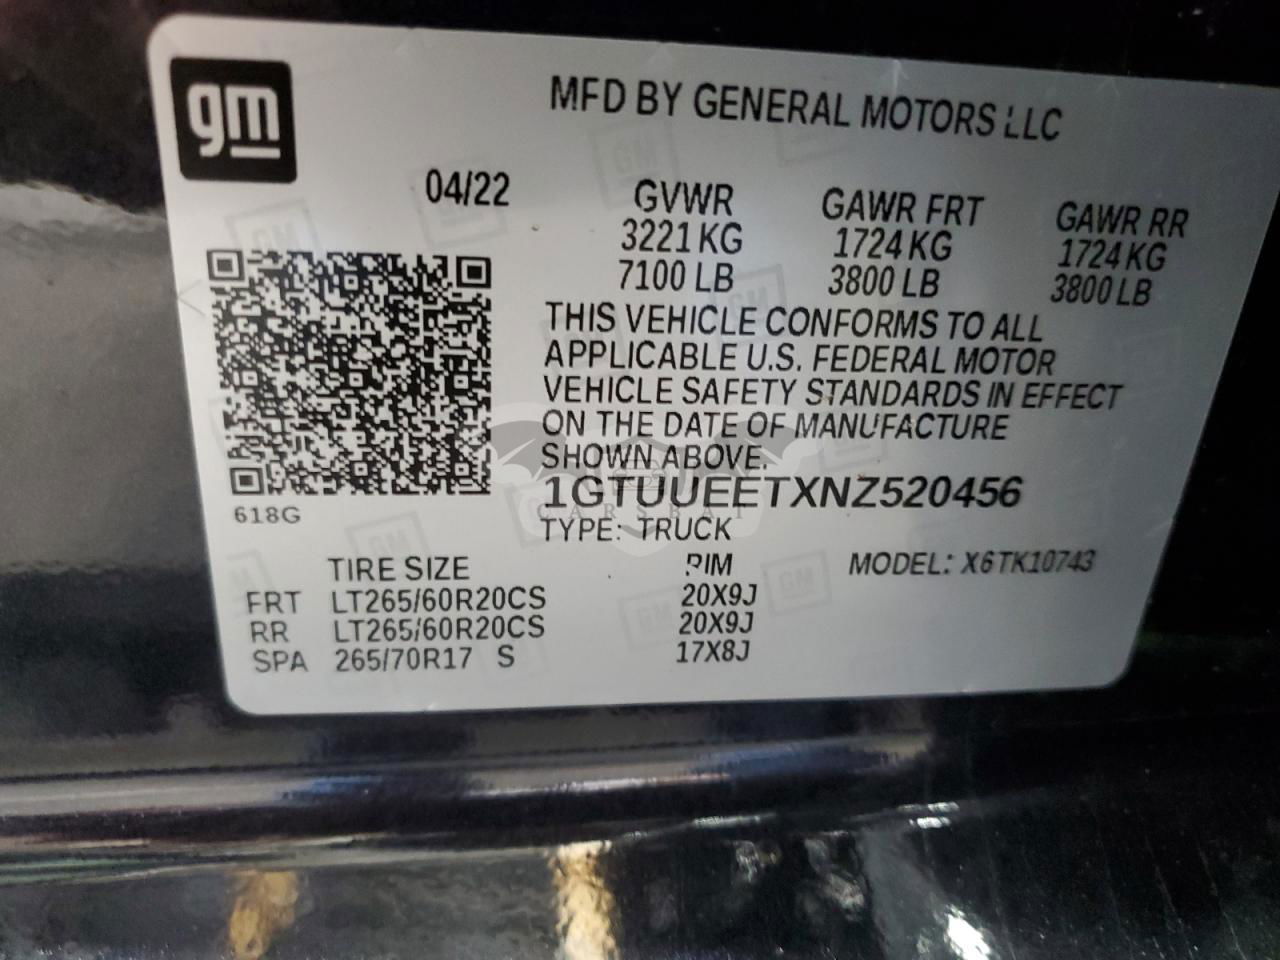 gm
MFD BY GENERAL MOTORS LLC
04/22
GVWR GAWR FRT GAWR RR
3221 KG 1724 KG 1724 KG
7100 LB 3800 LB 3800 LB
THIS VEHICLE CONFORMS TO ALL
APPLICABLE U.S. FEDERAL MOTOR
VEHICLE SAFETY STANDARDS IN EFFECT
ON THE DATE OF MANUFACTURE
SHOWN ABOVE.
1GTUUEETXNZ520456
CARSBAT
618G
TYPE: TRUCK
TIRE SIZE RIM MODEL: X6TK10743
FRT LT265/60R20CS 20X9J
RR LT265/60R20CS 20X9J
SPA 265/70R17 S 17X8J